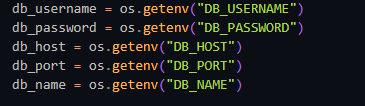 db_username = os.getenv("DB_USERNAME")
db_password = os.getenv("DB_PASSWORD")
db_host = os.getenv("DB_HOST")
db_port = os.getenv("DB_PORT")
db_name = os.getenv("DB_NAME")